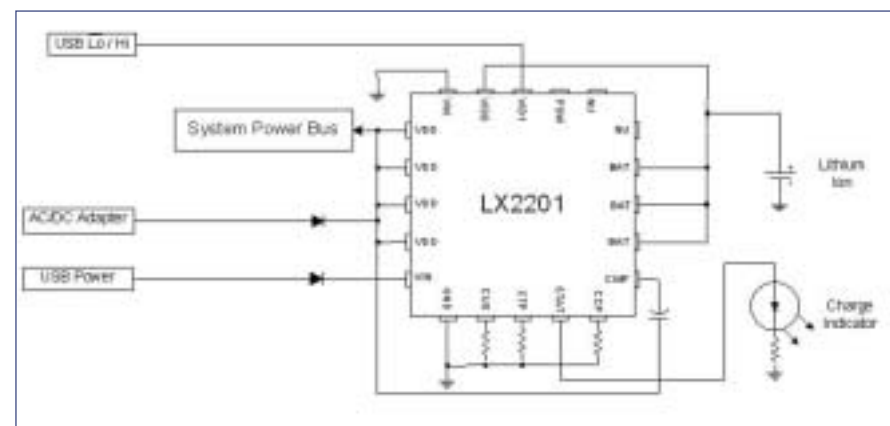 USB Lo / Hi
System Power Bus
AC/DC Adapter
USB Power
LX2201
VDD
VDD
VDD
VDD
VIN
BAT
BAT
BAT
CMP
GND
Lithium
Ion
Charge
Indicator